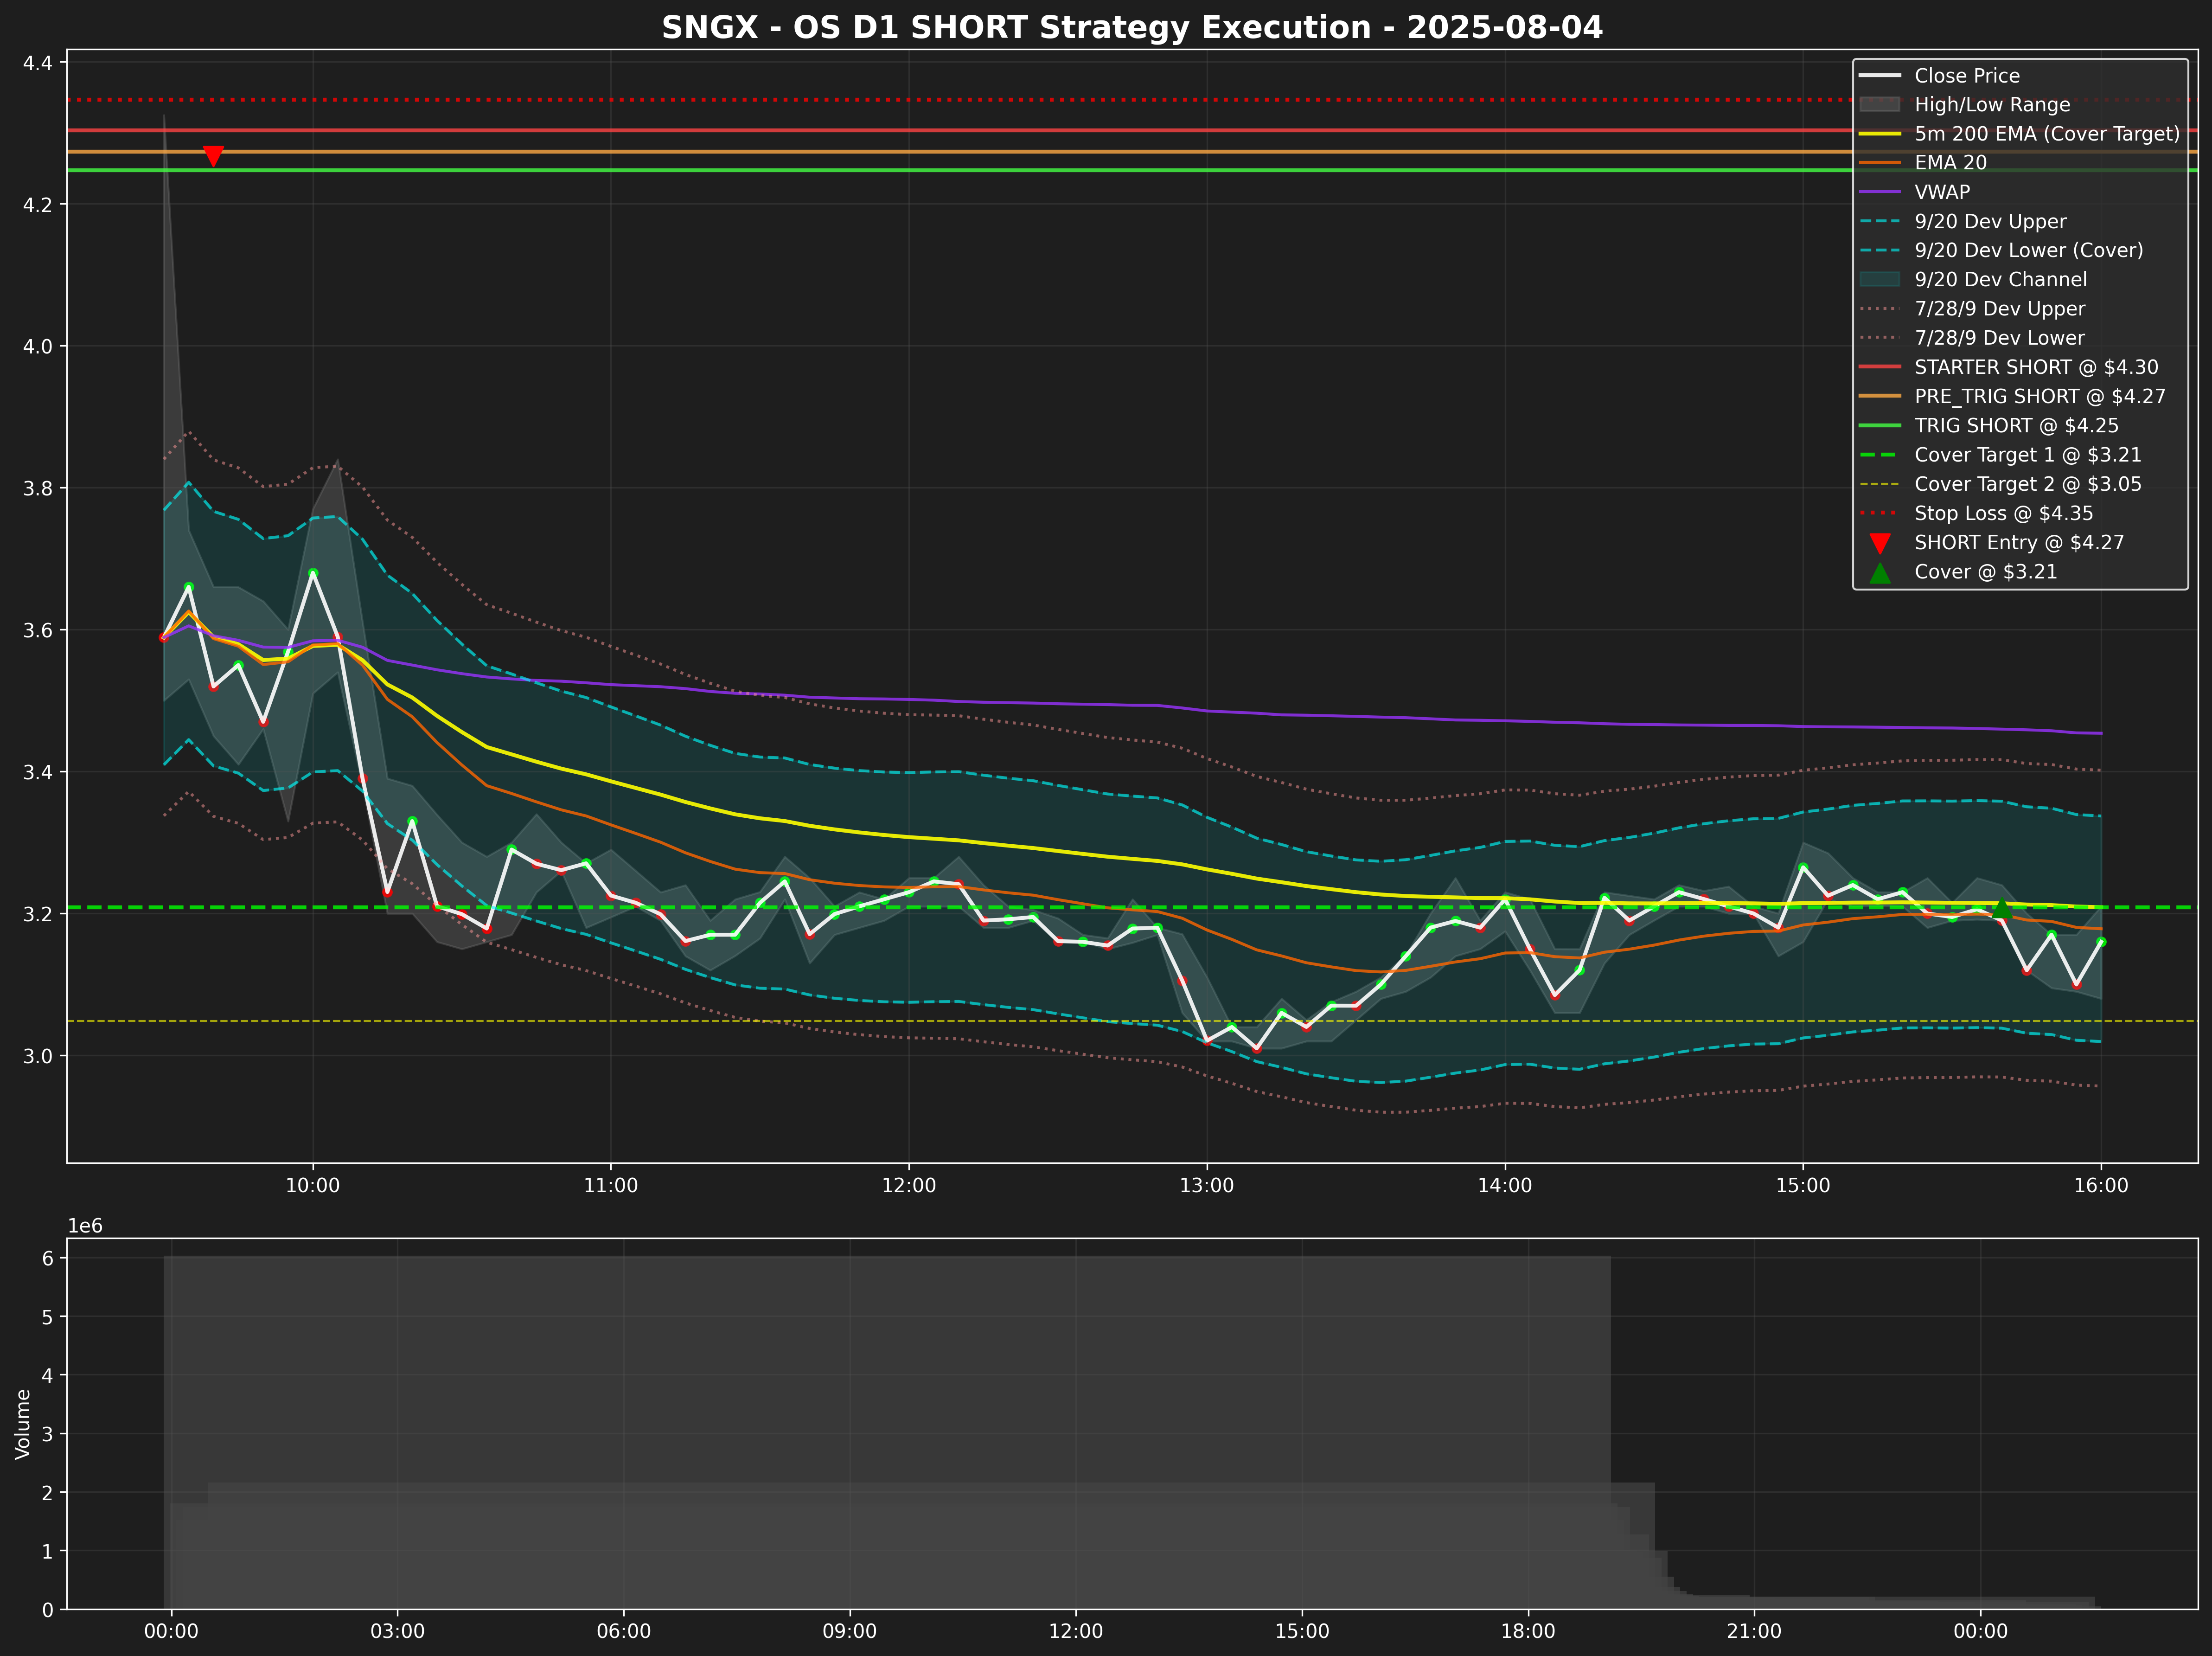 SNGX - OS D1 SHORT Strategy Execution - 2025-08-04
4.4
4.2
4.0
3.8
3.6
3.4
3.2
3.0
Close Price
High/Low Range
5m 200 EMA (Cover Target)
EMA 20
VWAP
9/20 Dev Upper
9/20 Dev Lower (Cover)
9/20 Dev Channel
7/28/9 Dev Upper
7/28/9 Dev Lower
STARTER SHORT @ $4.30
PRE_TRIG SHORT @ $4.27
TRIG SHORT @ $4.25
Cover Target 1 @ $3.21
Cover Target 2 @ $3.05
Stop Loss @ $4.35
SHORT Entry @ $4.27
Cover @ $3.21
10:00 11:00 12:00 13:00 14:00 15:00 16:00
1e6
6
5
4
3
2
1
0
Volume
00:00 03:00 06:00 09:00 12:00 15:00 18:00 21:00 00:00